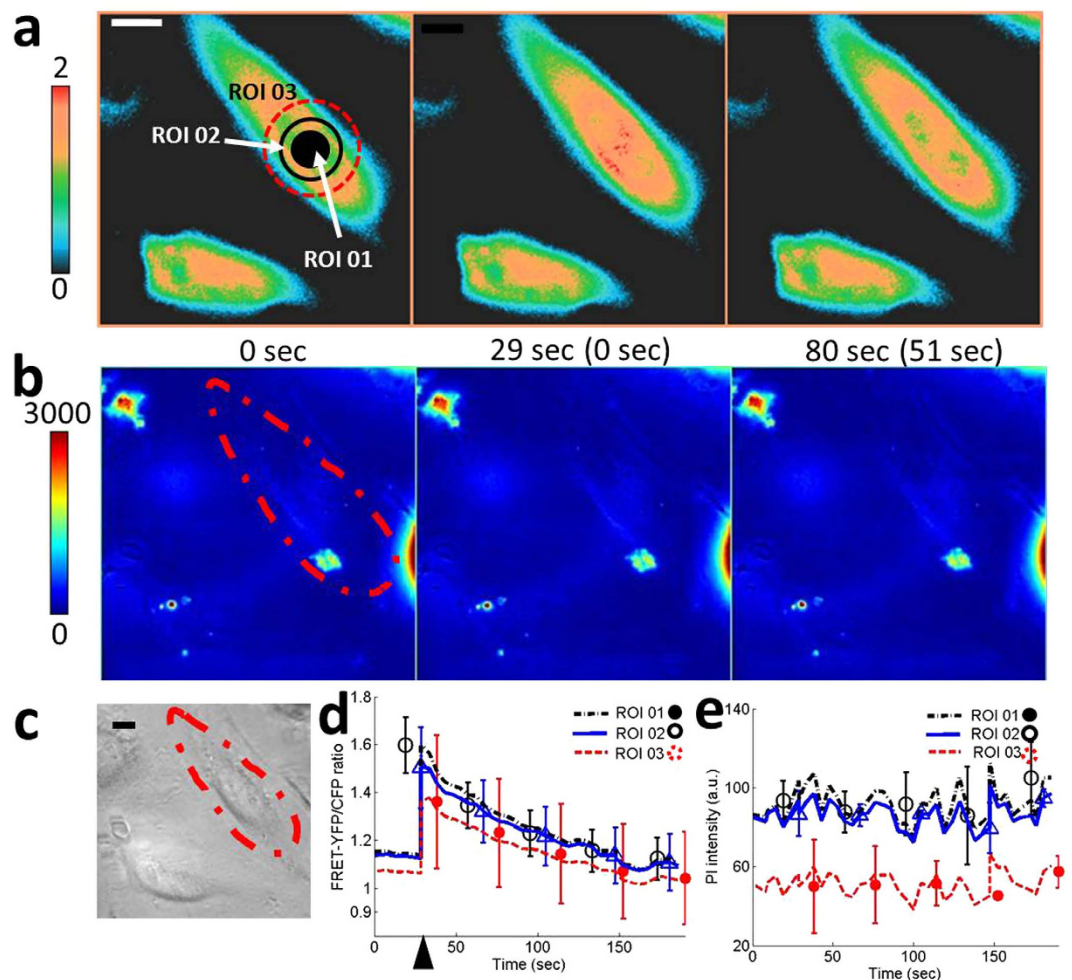 a
2
0
ROI 03
ROI 02
ROI 01
0 sec
29 sec (0 sec)
80 sec (51 sec)
b
3000
0
c
d
FRET-YFP/CFP ratio
1.8
1.6
1.4
1.2
1
0.8
0
50
100
150
Time (sec)
ROI 01
ROI 02
ROI 03
e
PI intensity (a.u.)
140
100
60
20
0
50
100
150
Time (sec)
ROI 01
ROI 02
ROI 03